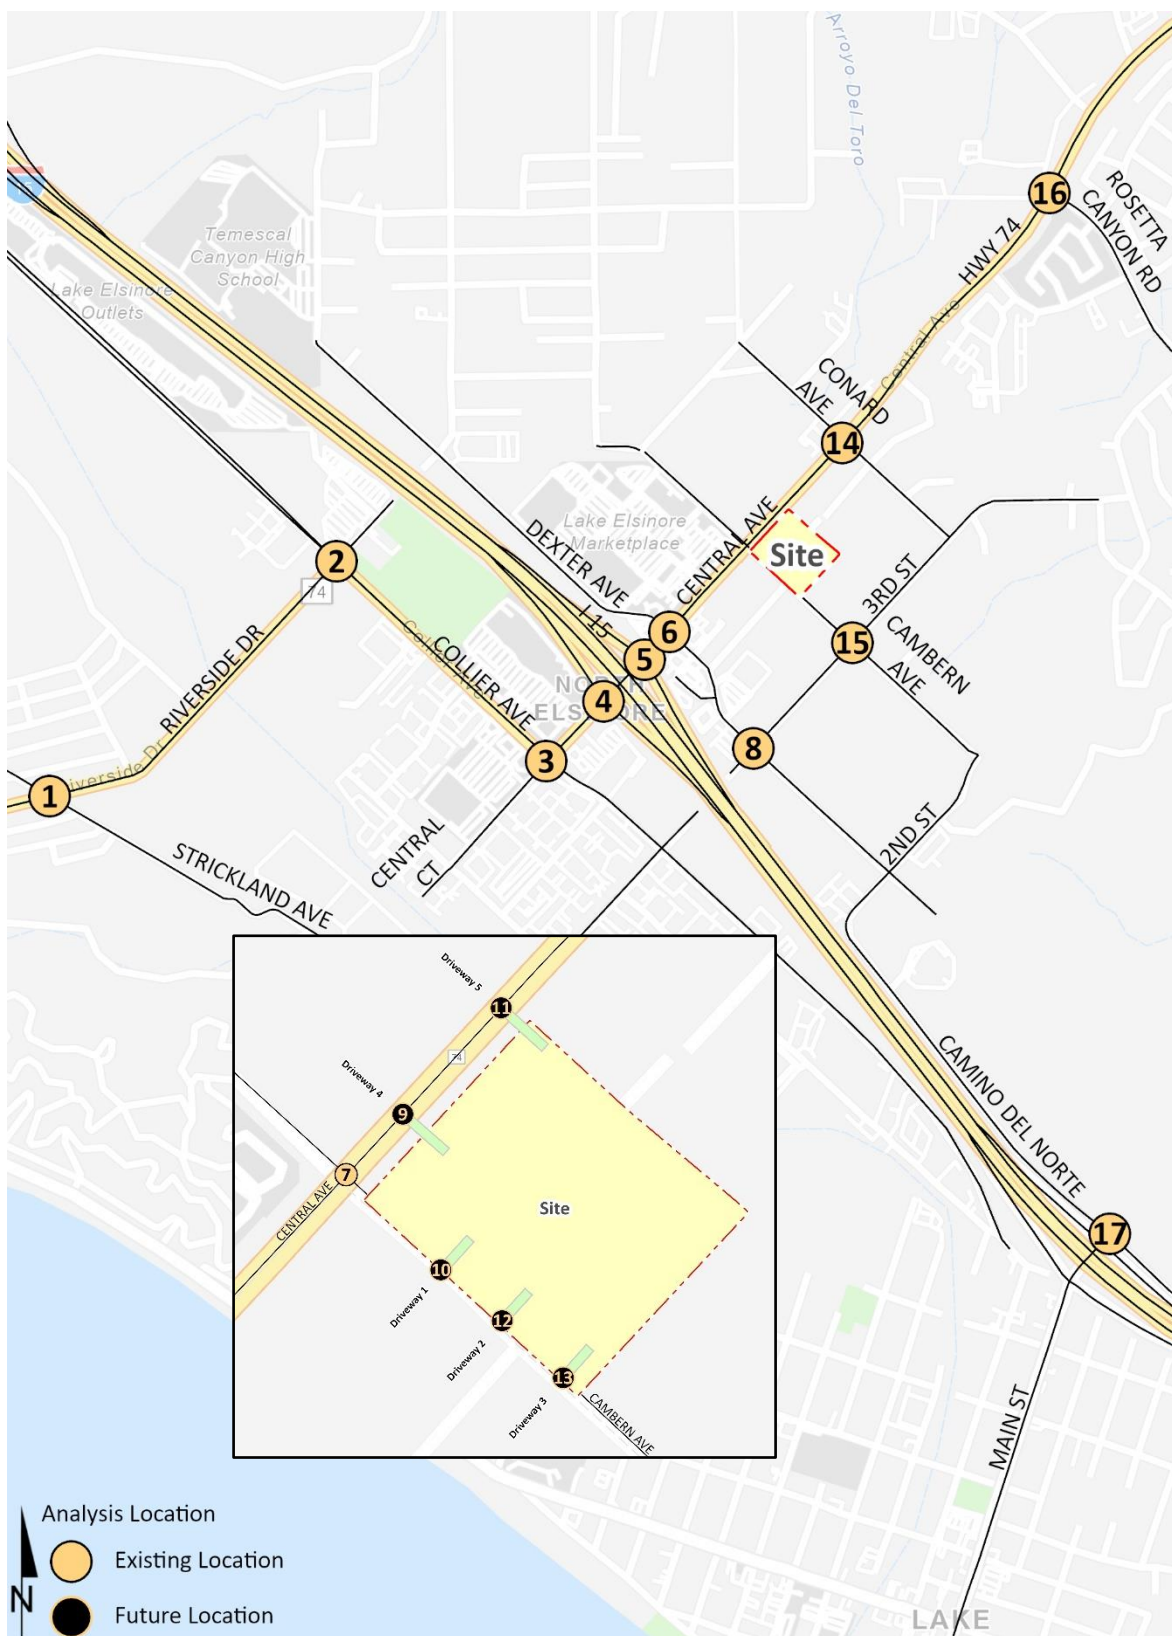 Arroyo Del Toro
16
ROSETTA
CANYON RD
HWY 74
Temescal
Canyon High
School
Lake Elsinore
Outlets
Central Ave
CONARD
AVE
14
DEXTER AVE
Lake Elsinore
Marketplace
CENTRAL AVE
Site
2
74
3RD ST
I 15
6
15
CAMBERN
AVE
5
Collier Ave
COLLIER AVE
RIVERSIDE DR
NORTH
ELSINORE
4
8
3
Riverside Dr
1
2ND ST
CENTRAL
CT
STRICKLAND AVE
Driveway 5
11
74
Driveway 4
9
7
CENTRAL AVE
Site
10
Driveway 1
12
Driveway 2
13
Driveway 3
CAMBERN AVE
CAMINO DEL NORTE
17
MAIN ST
Analysis Location
Existing Location
N
Future Location
LAKE